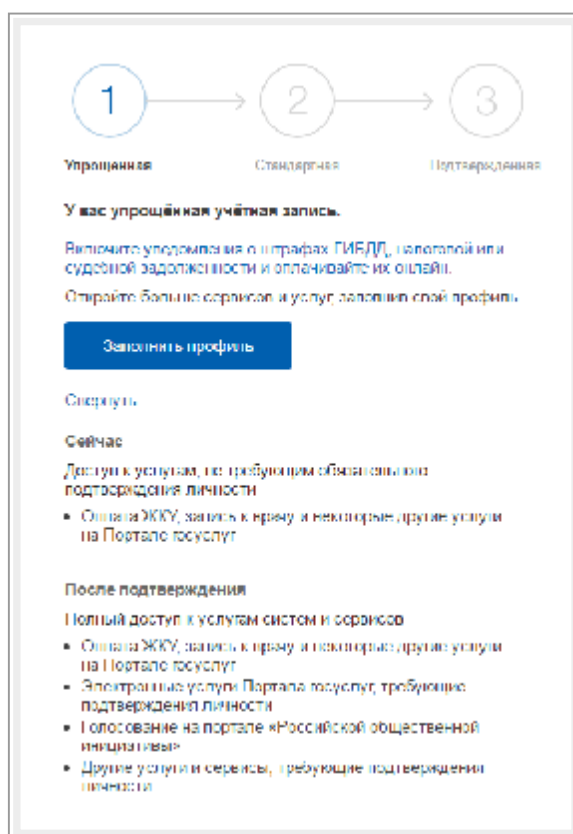 1
2
3
Упрощенная
Стандартная
Подтвержденная
У вас упрощённая учётная запись.
Включите уведомления о штрафах ГИБДД, налоговой или
судебной задолженности и оплачивайте их онлайн.
Откройте больше сервисов и услуг, заполнив свой профиль
Заполнить профиль
Свернуть
Сейчас
Доступ к услугам, не требующим обязательного
подтверждения личности
• Оплата ЖКУ, запись к врачу и некоторые другие услуги
на Портале госуслуг
После подтверждения
Полный доступ к услугам систем и сервисов
• Оплата ЖКУ, запись к врачу и некоторые другие услуги
на Портале госуслуг
• Электронные услуги Портала госуслуг, требующие
подтверждения личности
• Голосование на портале «Российской общественной
инициативы»
• Другие услуги и сервисы, требующие подтверждения
личности